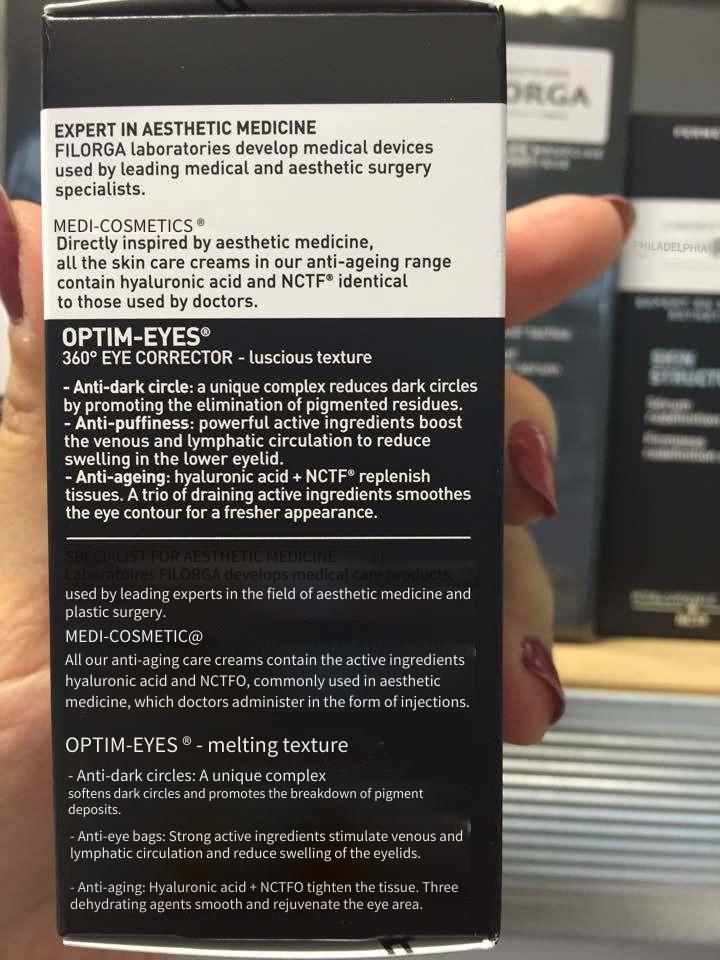 EXPERT IN AESTHETIC MEDICINE
FILORGA laboratories develop medical devices
used by leading medical and aesthetic surgery
specialists.
MEDI-COSMETICS ®
Directly inspired by aesthetic medicine,
all the skin care creams in our anti-ageing range
contain hyaluronic acid and NCTF® identical
to those used by doctors.
OPTIM-EYES®
360° EYE CORRECTOR - luscious texture
- Anti-dark circle: a unique complex reduces dark circles
by promoting the elimination of pigmented residues.
- Anti-puffiness: powerful active ingredients boost
the venous and lymphatic circulation to reduce
swelling in the lower eyelid.
- Anti-ageing: hyaluronic acid + NCTF® replenish
tissues. A trio of draining active ingredients smoothes
the eye contour for a fresher appearance.
SPECIALIST FOR AESTHETIC MEDICINE
Laboratoires FILORGA develops medical care products,
used by leading experts in the field of aesthetic medicine and
plastic surgery.
MEDI-COSMETIC@
All our anti-aging care creams contain the active ingredients
hyaluronic acid and NCTFO, commonly used in aesthetic
medicine, which doctors administer in the form of injections.
OPTIM-EYES ® - melting texture
- Anti-dark circles: A unique complex
softens dark circles and promotes the breakdown of pigment
deposits.
- Anti-eye bags: Strong active ingredients stimulate venous and
lymphatic circulation and reduce swelling of the eyelids.
- Anti-aging: Hyaluronic acid + NCTFO tighten the tissue. Three
dehydrating agents smooth and rejuvenate the eye area.
ORGA
PHILADELPHIA
SKIN
STRUCT